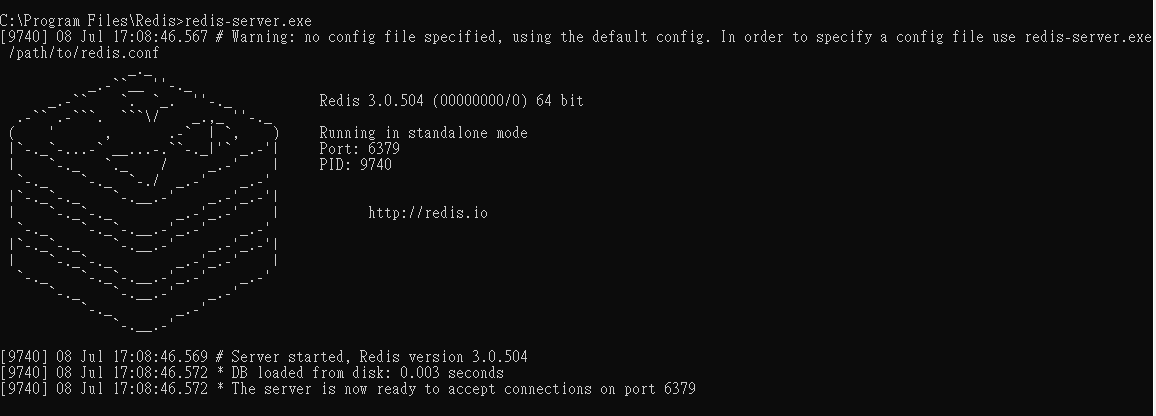 C:\Program Files\Redis>redis-server.exe
[9740] 08 Jul 17:08:46.567 # Warning: no config file specified, using the default config. In order to specify a config file use redis-server.exe
/path/to/redis.conf
Redis 3.0.504 (00000000/0) 64 bit
Running in standalone mode
Port: 6379
PID: 9740
http://redis.io
[9740] 08 Jul 17:08:46.569 # Server started, Redis version 3.0.504
[9740] 08 Jul 17:08:46.572 * DB loaded from disk: 0.003 seconds
[9740] 08 Jul 17:08:46.572 * The server is now ready to accept connections on port 6379